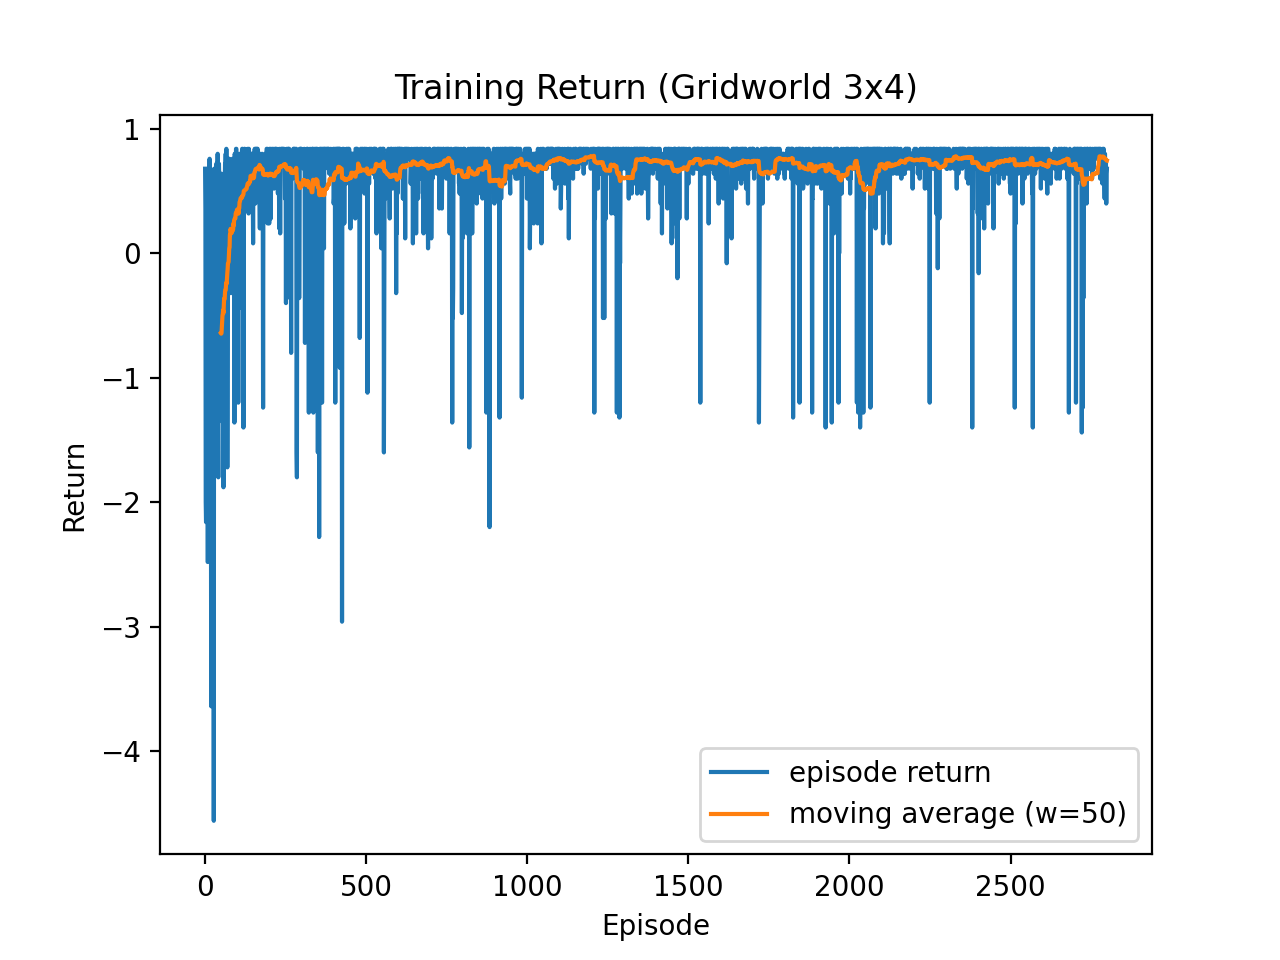 Training Return (Gridworld 3x4)
1
0
−1
−2
−3
−4
Return
episode return
moving average (w=50)
0 500 1000 1500 2000 2500
Episode